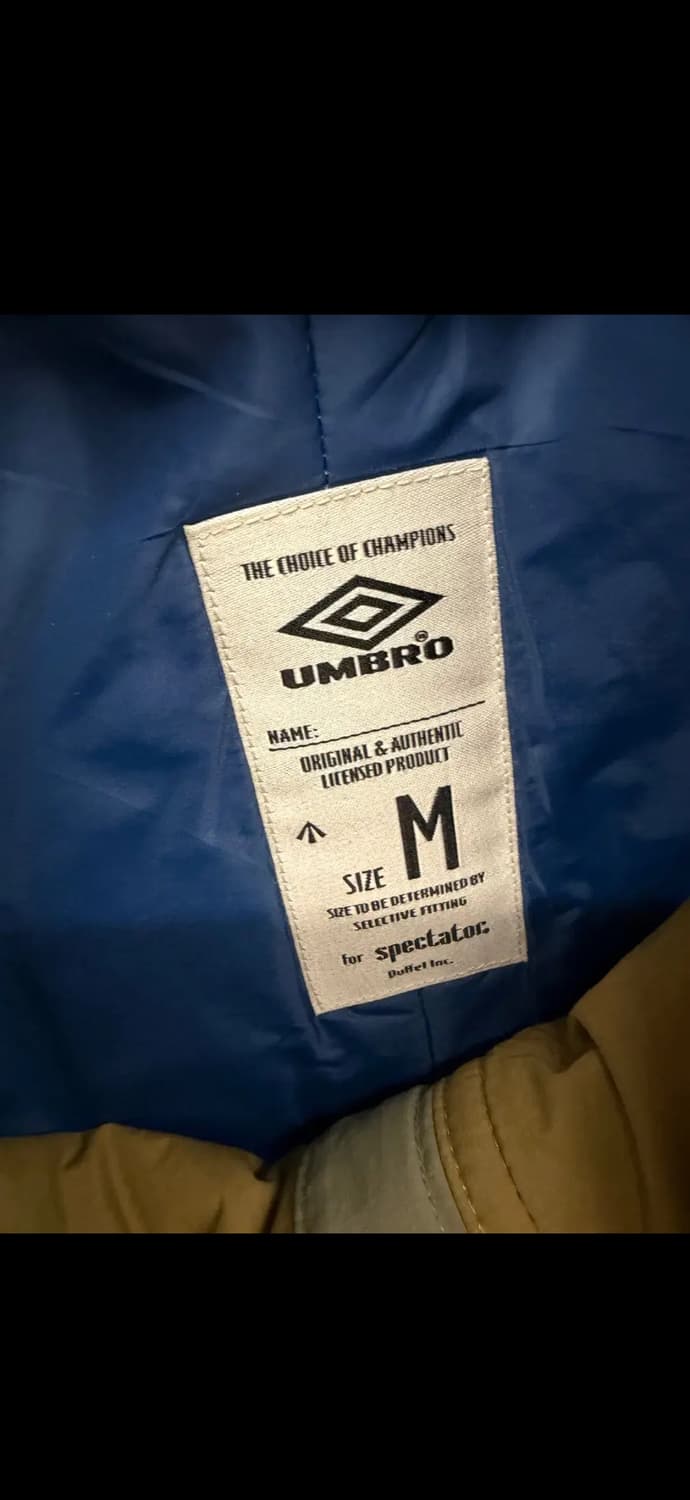 THE CHOICE OF CHAMPIONS
UMBRO®
NAME:
ORIGINAL & AUTHENTIC
LICENSED PRODUCT
SIZE M
SIZE TO BE DETERMINED BY
SELECTIVE FITTING
for spectator.
Duffel Inc.